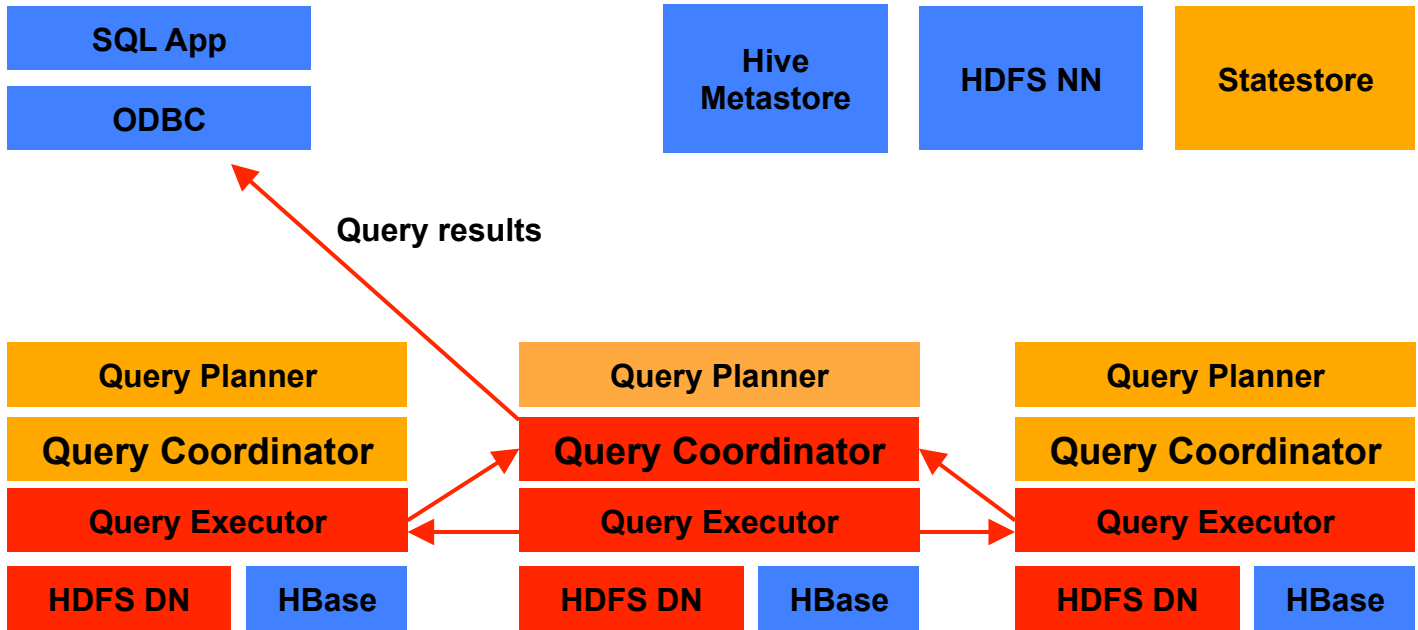 SQL App
ODBC
Hive
Metastore
HDFS NN
Statestore
Query results
Query Planner
Query Planner
Query Planner
Query Coordinator
Query Coordinator
Query Coordinator
Query Executor
Query Executor
Query Executor
HDFS DN
HBase
HDFS DN
HBase
HDFS DN
HBase